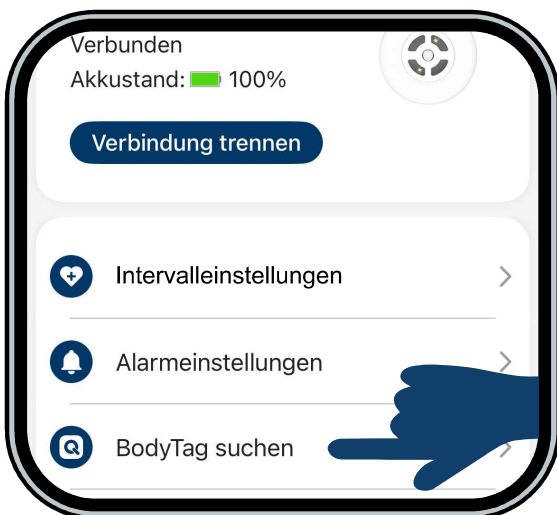 Verbunden
Akkustand: 100%
Verbindung trennen
Intervalleinstellungen
Alarmeinstellungen
BodyTag suchen